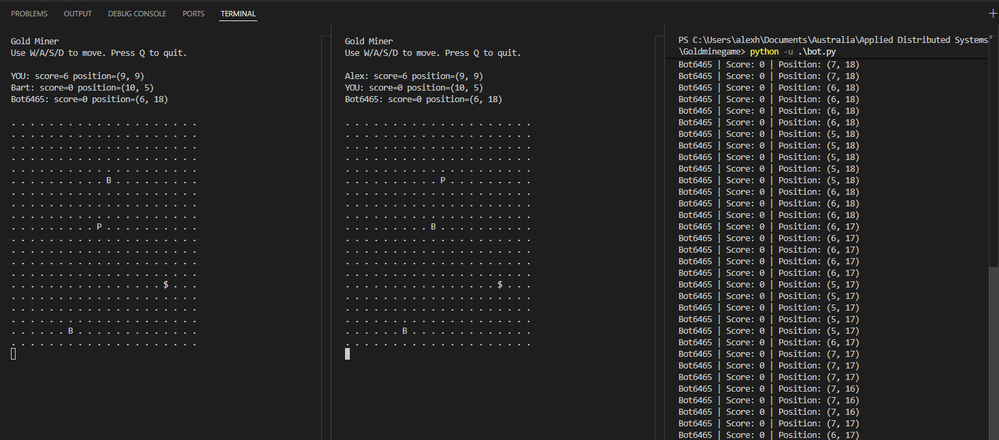 PROBLEMS OUTPUT DEBUG CONSOLE PORTS TERMINAL
Gold Miner
Use W/A/S/D to move. Press Q to quit.
YOU: score=6 position=(9, 9)
Bart: score=0 position=(10, 5)
Bot6465: score=0 position=(6, 18)
. . . . . . . . . . . . . . . . . . . .
. . . . . . . . . . . . . . . . . . . .
. . . . . . . . . . . . . . . . . . . .
. . . . . . . . . . . . . . . . . . . .
. . . . . . . . . . . . . . . . . . . .
. . . . . . . . . . B . . . . . . . . .
. . . . . . . . . . . . . . . . . . . .
. . . . . . . . . . . . . . . . . . . .
. . . . . . . . . . . . . . . . . . . .
. . . . . . . . . P . . . . . . . . . .
. . . . . . . . . . . . . . . . . . . .
. . . . . . . . . . . . . . . . . . . .
. . . . . . . . . . . . . . . . . . . .
. . . . . . . . . . . . . . . . . . . .
. . . . . . . . . . . . . . . . $ . . .
. . . . . . . . . . . . . . . . . . . .
. . . . . . . . . . . . . . . . . . . .
. . . . . . . . . . . . . . . . . . . .
. . . . . . B . . . . . . . . . . . . .
. . . . . . . . . . . . . . . . . . . .
Gold Miner
Use W/A/S/D to move. Press Q to quit.
Alex: score=6 position=(9, 9)
YOU: score=0 position=(10, 5)
Bot6465: score=0 position=(6, 18)
. . . . . . . . . . . . . . . . . . . .
. . . . . . . . . . . . . . . . . . . .
. . . . . . . . . . . . . . . . . . . .
. . . . . . . . . . . . . . . . . . . .
. . . . . . . . . . . . . . . . . . . .
. . . . . . . . . . P . . . . . . . . .
. . . . . . . . . . . . . . . . . . . .
. . . . . . . . . . . . . . . . . . . .
. . . . . . . . . . . . . . . . . . . .
. . . . . . . . . B . . . . . . . . . .
. . . . . . . . . . . . . . . . . . . .
. . . . . . . . . . . . . . . . . . . .
. . . . . . . . . . . . . . . . . . . .
. . . . . . . . . . . . . . . . . . . .
. . . . . . . . . . . . . . . . $ . . .
. . . . . . . . . . . . . . . . . . . .
. . . . . . . . . . . . . . . . . . . .
. . . . . . . . . . . . . . . . . . . .
. . . . . . B . . . . . . . . . . . . .
. . . . . . . . . . . . . . . . . . . .
PS C:\Users\alexh\Documents\Australia\Applied Distributed Systems
\Goldminegame> python -u .\bot.py
Bot6465 | Score: 0 | Position: (7, 18)
Bot6465 | Score: 0 | Position: (7, 18)
Bot6465 | Score: 0 | Position: (6, 18)
Bot6465 | Score: 0 | Position: (6, 18)
Bot6465 | Score: 0 | Position: (6, 18)
Bot6465 | Score: 0 | Position: (6, 18)
Bot6465 | Score: 0 | Position: (5, 18)
Bot6465 | Score: 0 | Position: (5, 18)
Bot6465 | Score: 0 | Position: (5, 18)
Bot6465 | Score: 0 | Position: (5, 18)
Bot6465 | Score: 0 | Position: (5, 18)
Bot6465 | Score: 0 | Position: (6, 18)
Bot6465 | Score: 0 | Position: (6, 18)
Bot6465 | Score: 0 | Position: (6, 18)
Bot6465 | Score: 0 | Position: (6, 17)
Bot6465 | Score: 0 | Position: (6, 17)
Bot6465 | Score: 0 | Position: (6, 17)
Bot6465 | Score: 0 | Position: (6, 17)
Bot6465 | Score: 0 | Position: (6, 17)
Bot6465 | Score: 0 | Position: (5, 17)
Bot6465 | Score: 0 | Position: (5, 17)
Bot6465 | Score: 0 | Position: (5, 17)
Bot6465 | Score: 0 | Position: (5, 17)
Bot6465 | Score: 0 | Position: (5, 17)
Bot6465 | Score: 0 | Position: (6, 17)
Bot6465 | Score: 0 | Position: (7, 17)
Bot6465 | Score: 0 | Position: (7, 17)
Bot6465 | Score: 0 | Position: (7, 17)
Bot6465 | Score: 0 | Position: (7, 16)
Bot6465 | Score: 0 | Position: (7, 16)
Bot6465 | Score: 0 | Position: (7, 16)
Bot6465 | Score: 0 | Position: (7, 17)
Bot6465 | Score: 0 | Position: (6, 17)